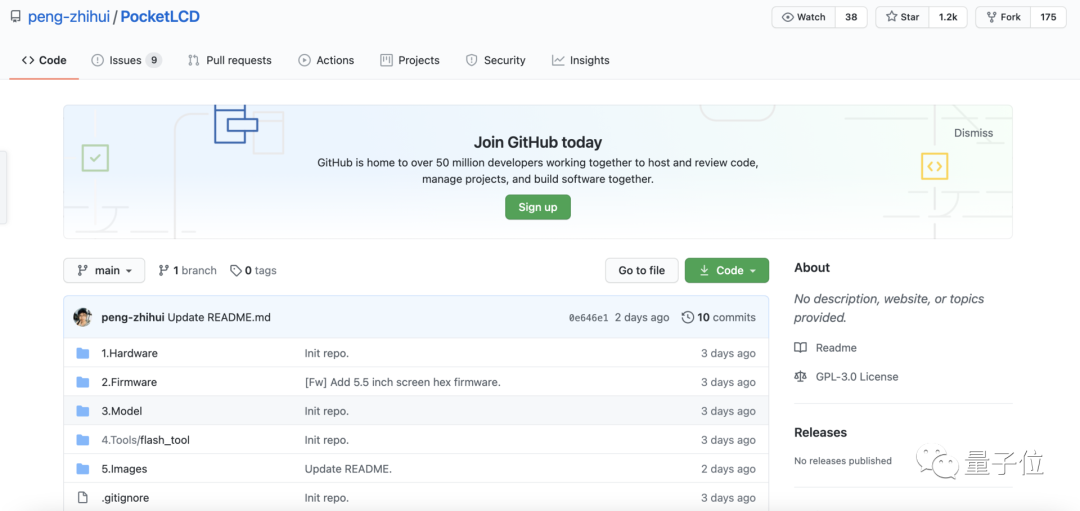 peng-zhihui / PocketLCD
Watch 38
Star 1.2k
Fork 175
Code
Issues 9
Pull requests
Actions
Projects
Security
Insights
Join GitHub today
Dismiss
GitHub is home to over 50 million developers working together to host and review code,
manage projects, and build software together.
Sign up
main
1 branch
0 tags
Go to file
Code
peng-zhihui Update README.md 0e646e1 2 days ago 10 commits
1.Hardware Init repo. 3 days ago
2.Firmware [Fw] Add 5.5 inch screen hex firmware. 3 days ago
3.Model Init repo. 3 days ago
4.Tools/flash_tool Init repo. 3 days ago
5.Images Update README. 2 days ago
.gitignore Init repo. 3 days ago
About
No description, website, or topics
provided.
Readme
GPL-3.0 License
Releases
No releases published
量子位